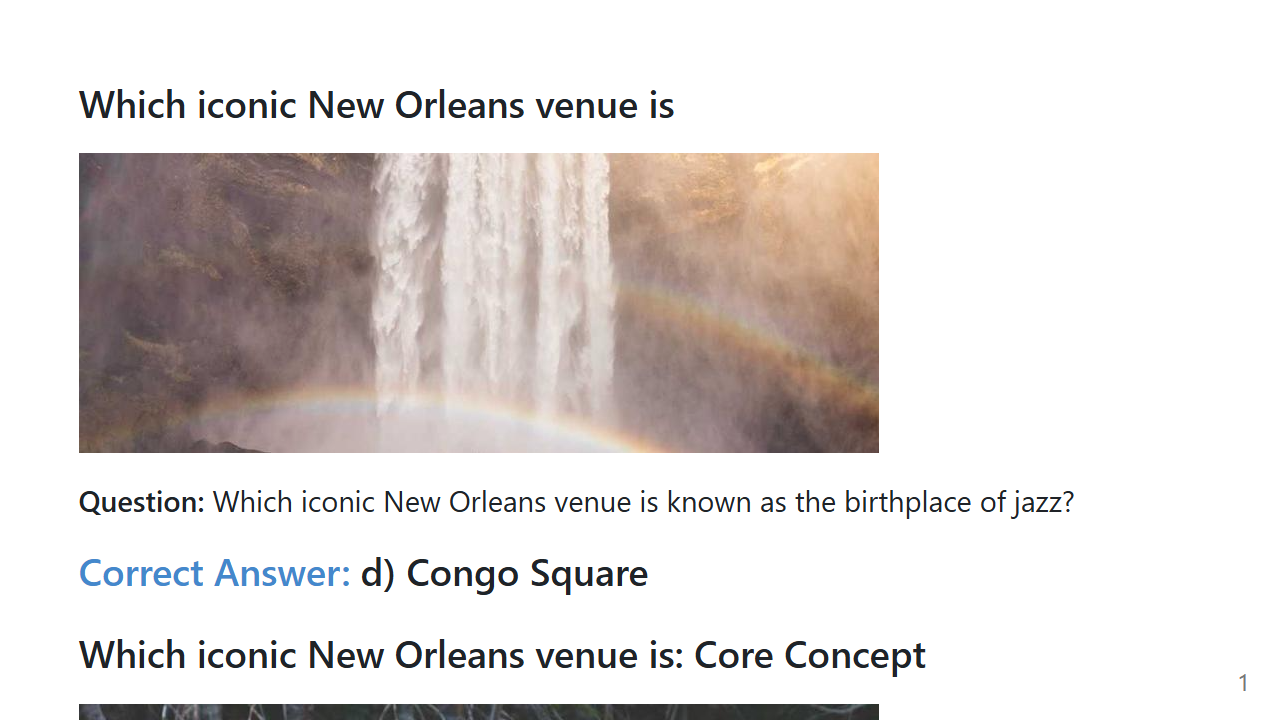 Which iconic New Orleans venue is
Question: Which iconic New Orleans venue is known as the birthplace of jazz?
Correct Answer: d) Congo Square
Which iconic New Orleans venue is: Core Concept
1